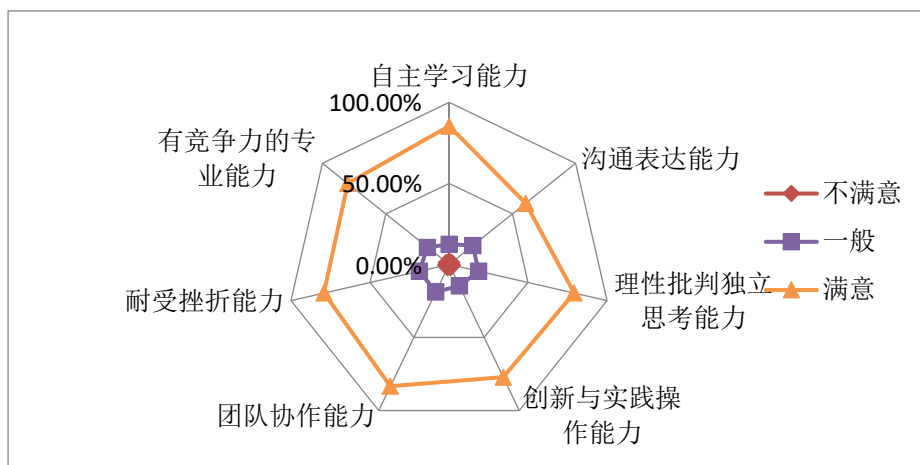 自主学习能力
100.00%
有竞争力的专
业能力
沟通表达能力
50.00%
不满意
一般
0.00%
满意
耐受挫折能力
理性批判独立
思考能力
团队协作能力
创新与实践操
作能力